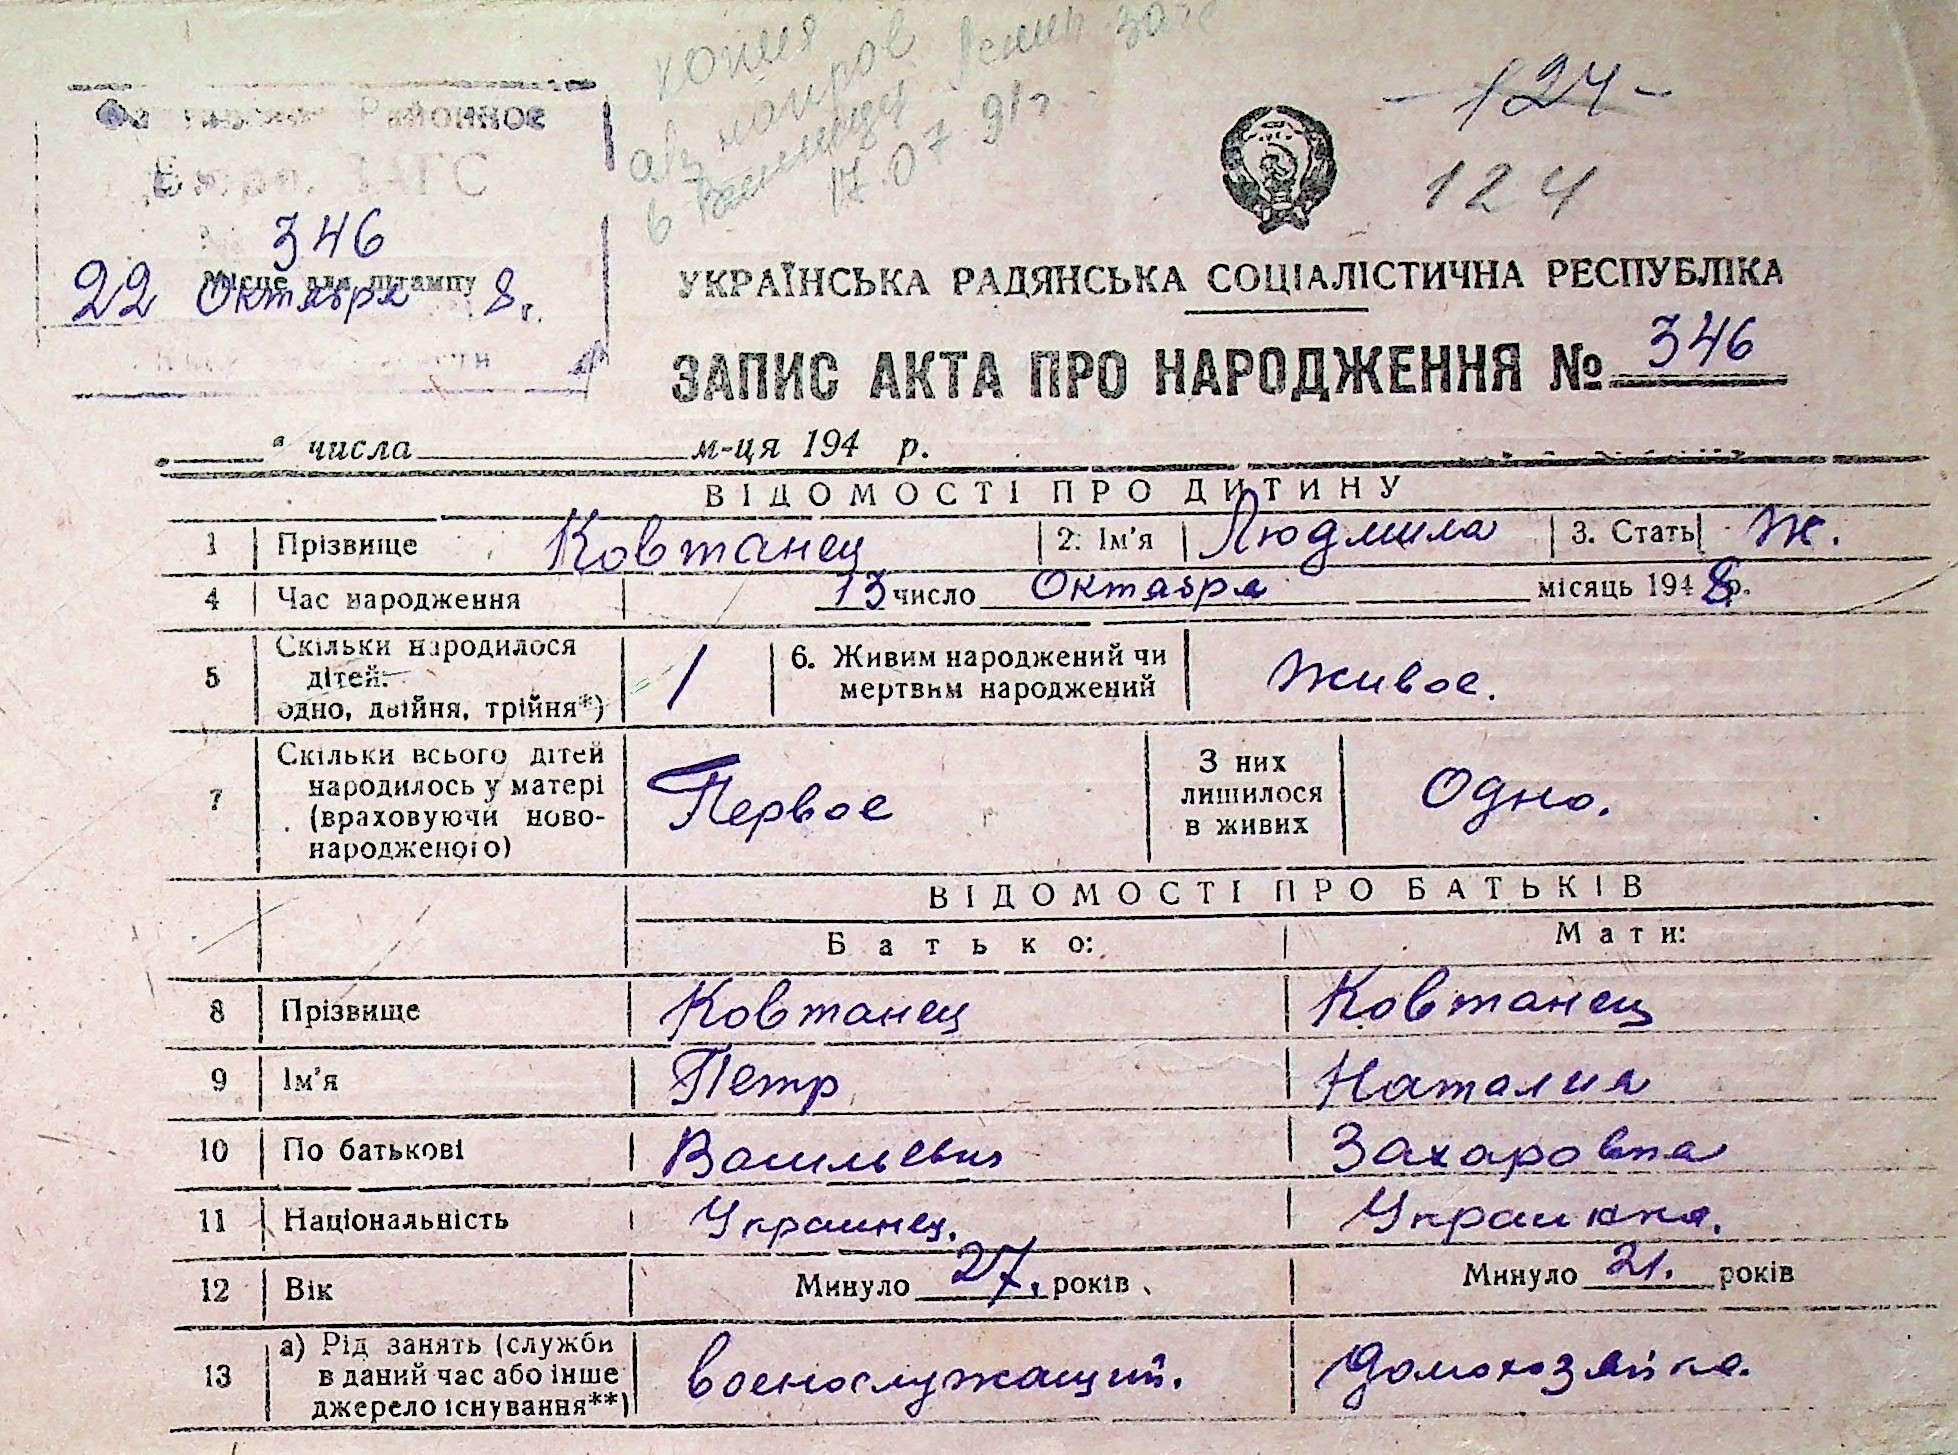 копия
в 17.07.91г.
- 124 -
124
Районное
Бюро ЗАГС
№ 346
Місце для штампу
22 Октября 8 г.
УКРАЇНСЬКА РАДЯНСЬКА СОЦІАЛІСТИЧНА РЕСПУБЛІКА
ЗАПИС АКТА ПРО НАРОДЖЕННЯ № 346
" числа м-ця 194 р.
ВІДОМОСТІ ПРО ДИТИНУ
1 Прізвище Ковтанец 2. Ім'я Людмила 3. Стать Ж.
4 Час народження 13 число Октября місяць 1948 р.
5 Скільки народилося дітей: одно, двійня, трійня*) 1 6. Живим народжений чи мертвим народжений Живое.
7 Скільки всього дітей народилось у матері (враховуючи ново-народженого) Первое З них лишилося в живих Одно.
ВІДОМОСТІ ПРО БАТЬКІВ
Батько: Мати:
8 Прізвище Ковтанец Ковтанец
9 Ім'я Петр Наталия
10 По батькові Васильевич Захаровна
11 Національність Украинец. Украинка.
12 Вік Минуло 27. років Минуло 21. років
13 а) Рід занять (служби в даний час або інше джерело існування**) военослужащий. Домохозяйка.